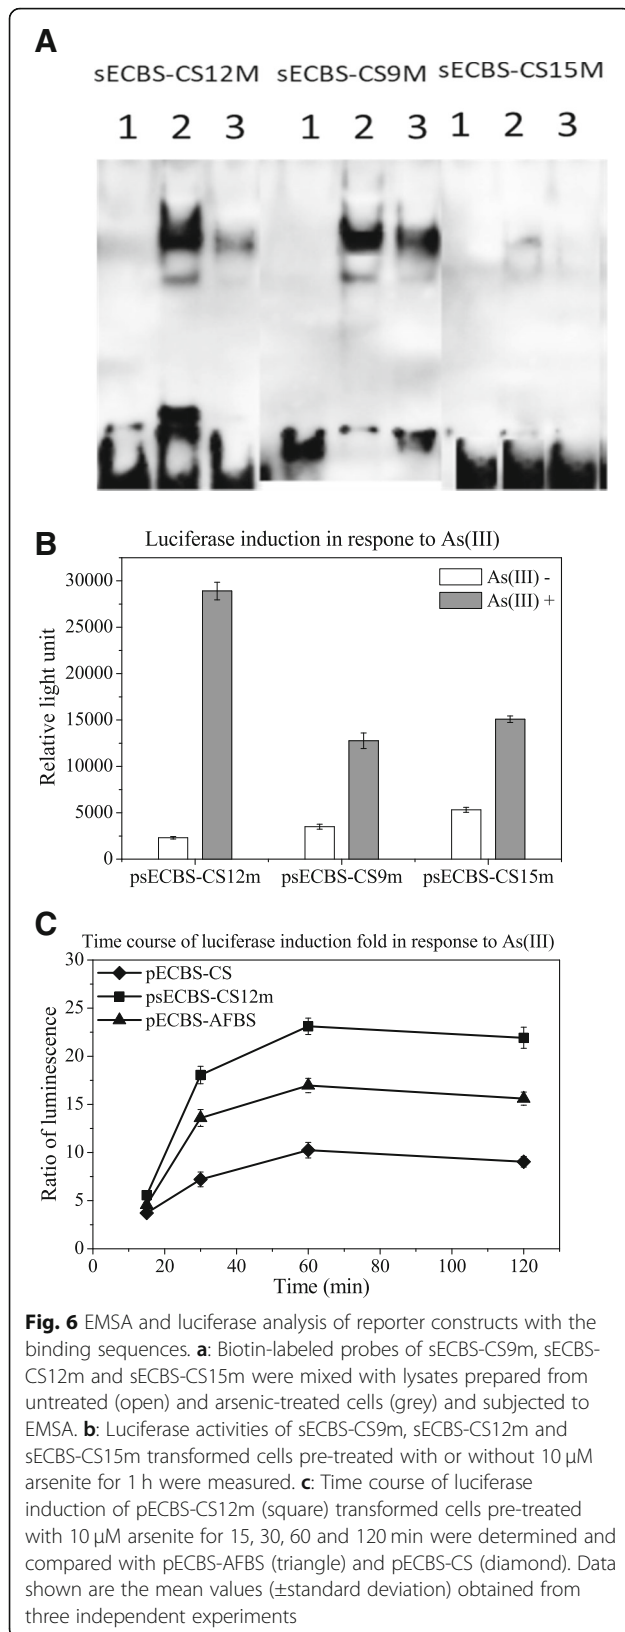 A
sECBS-CS12M sECBS-CS9M sECBS-CS15M
1 2 3 1 2 3 1 2 3
B
Luciferase induction in respone to As(III)
As(III) -
As(III) +
Relative light unit
30000
25000
20000
15000
10000
5000
0
psECBS-CS12m psECBS-CS9m psECBS-CS15m
C
Time course of luciferase induction fold in response to As(III)
pECBS-CS
psECBS-CS12m
pECBS-AFBS
Ratio of luminescence
30
25
20
15
10
5
0
0 20 40 60 80 100 120
Time (min)
Fig. 6 EMSA and luciferase analysis of reporter constructs with the
binding sequences. a: Biotin-labeled probes of sECBS-CS9m, sECBS-
CS12m and sECBS-CS15m were mixed with lysates prepared from
untreated (open) and arsenic-treated cells (grey) and subjected to
EMSA. b: Luciferase activities of sECBS-CS9m, sECBS-CS12m and
sECBS-CS15m transformed cells pre-treated with or without 10 μM
arsenite for 1 h were measured. c: Time course of luciferase
induction of pECBS-CS12m (square) transformed cells pre-treated
with 10 μM arsenite for 15, 30, 60 and 120 min were determined and
compared with pECBS-AFBS (triangle) and pECBS-CS (diamond). Data
shown are the mean values (±standard deviation) obtained from
three independent experiments